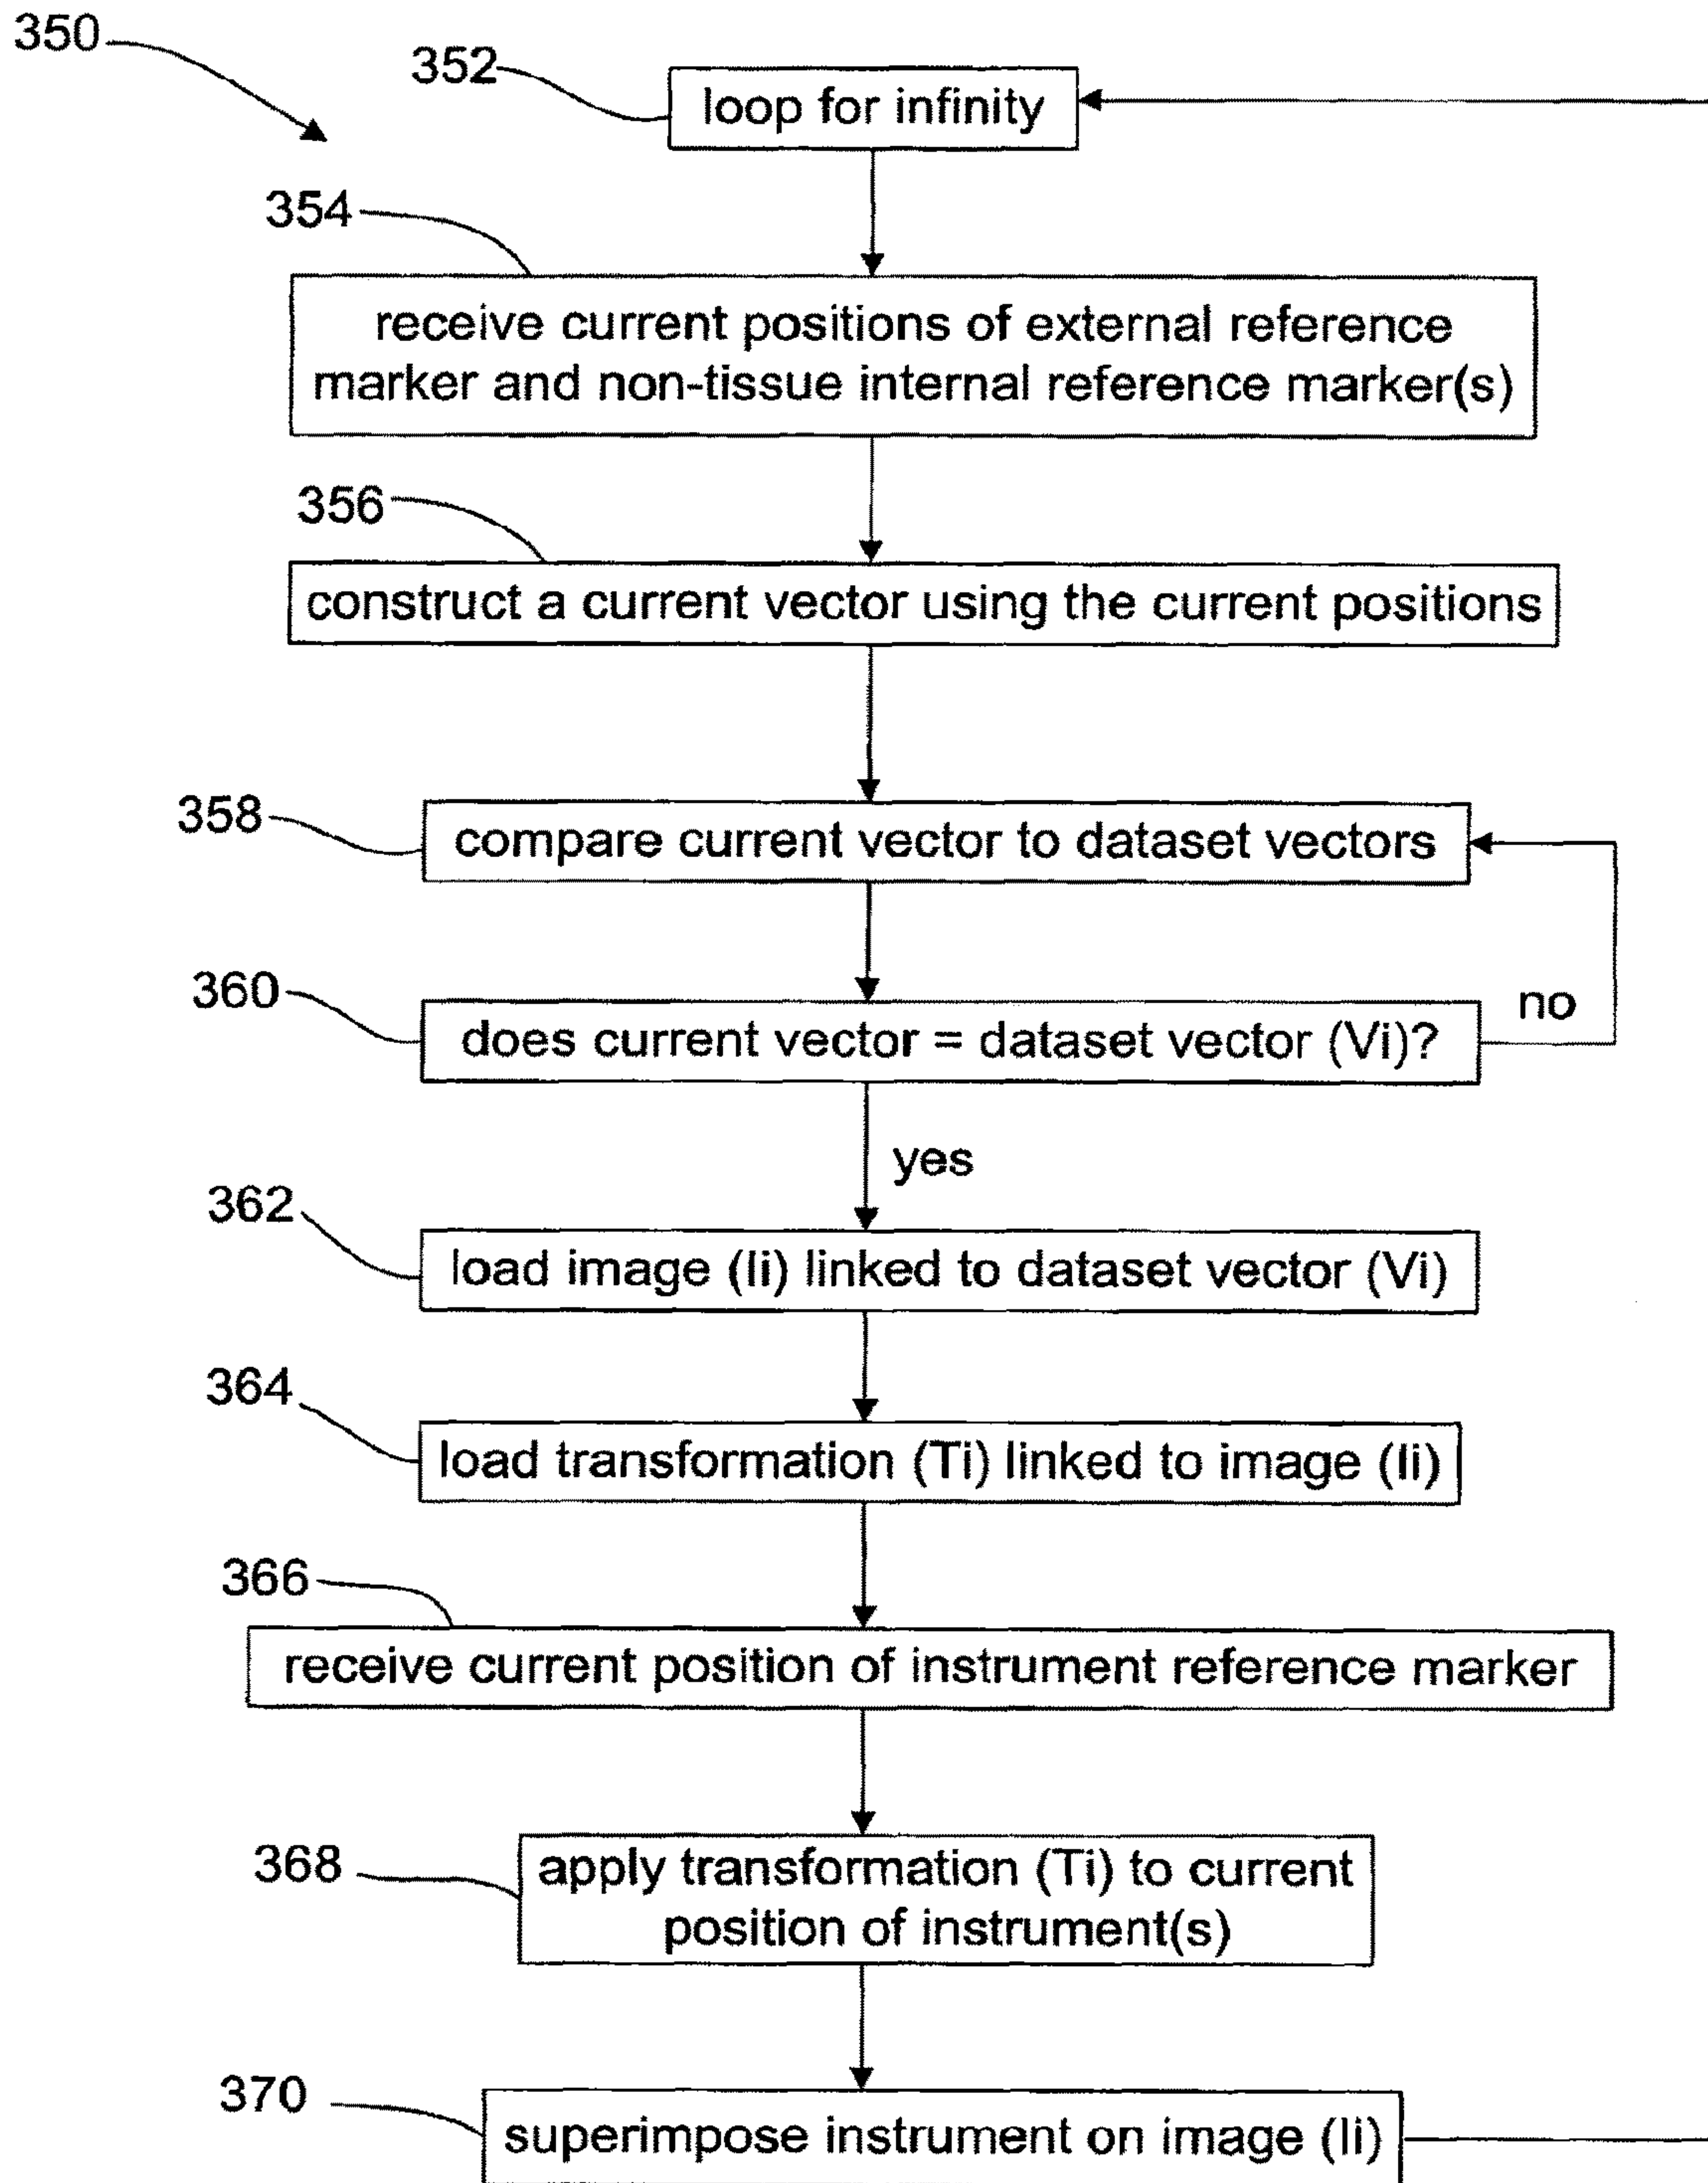 350
352
loop for infinity
354
receive current positions of external reference
marker and non-tissue internal reference marker(s)
356
construct a current vector using the current positions
358
compare current vector to dataset vectors
360
does current vector = dataset vector (Vi)?
no
yes
362
load image (Ii) linked to dataset vector (Vi)
364
load transformation (Ti) linked to image (Ii)
366
receive current position of instrument reference marker
368
apply transformation (Ti) to current
position of instrument(s)
370
superimpose instrument on image (Ii)